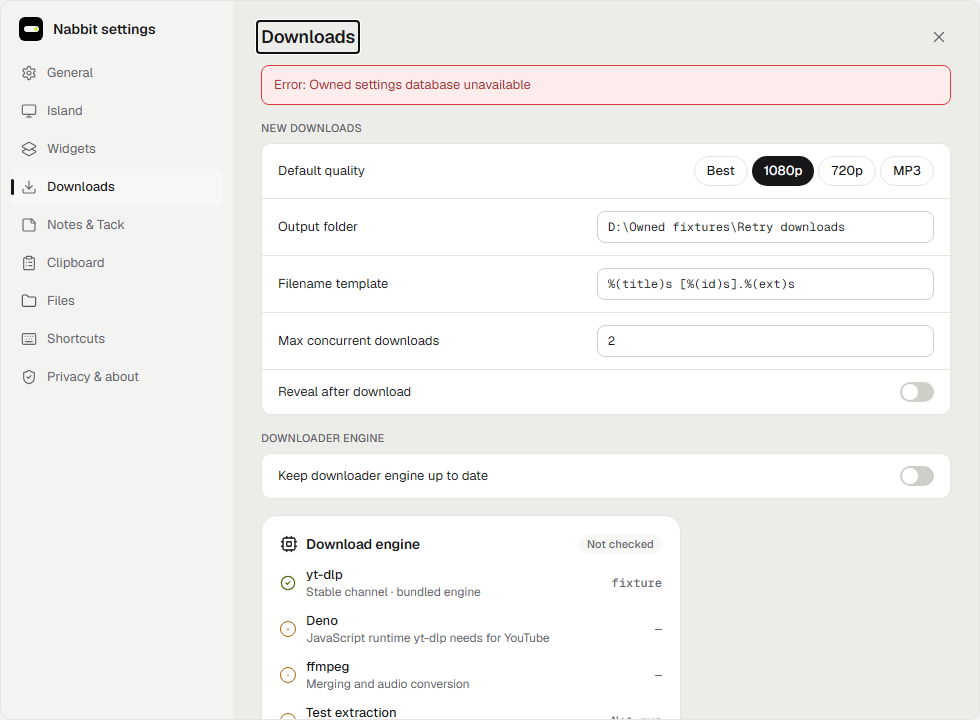 Nabbit settings
General
Island
Widgets
Downloads
Notes & Tack
Clipboard
Files
Shortcuts
Privacy & about
Downloads
Error: Owned settings database unavailable
NEW DOWNLOADS
Default quality
Best 1080p 720p MP3
Output folder
D:\Owned fixtures\Retry downloads
Filename template
%(title)s [%(id)s].%(ext)s
Max concurrent downloads
2
Reveal after download
DOWNLOADER ENGINE
Keep downloader engine up to date
Download engine
Not checked
yt-dlp
Stable channel · bundled engine
fixture
Deno
JavaScript runtime yt-dlp needs for YouTube
–
ffmpeg
Merging and audio conversion
–
Test extraction